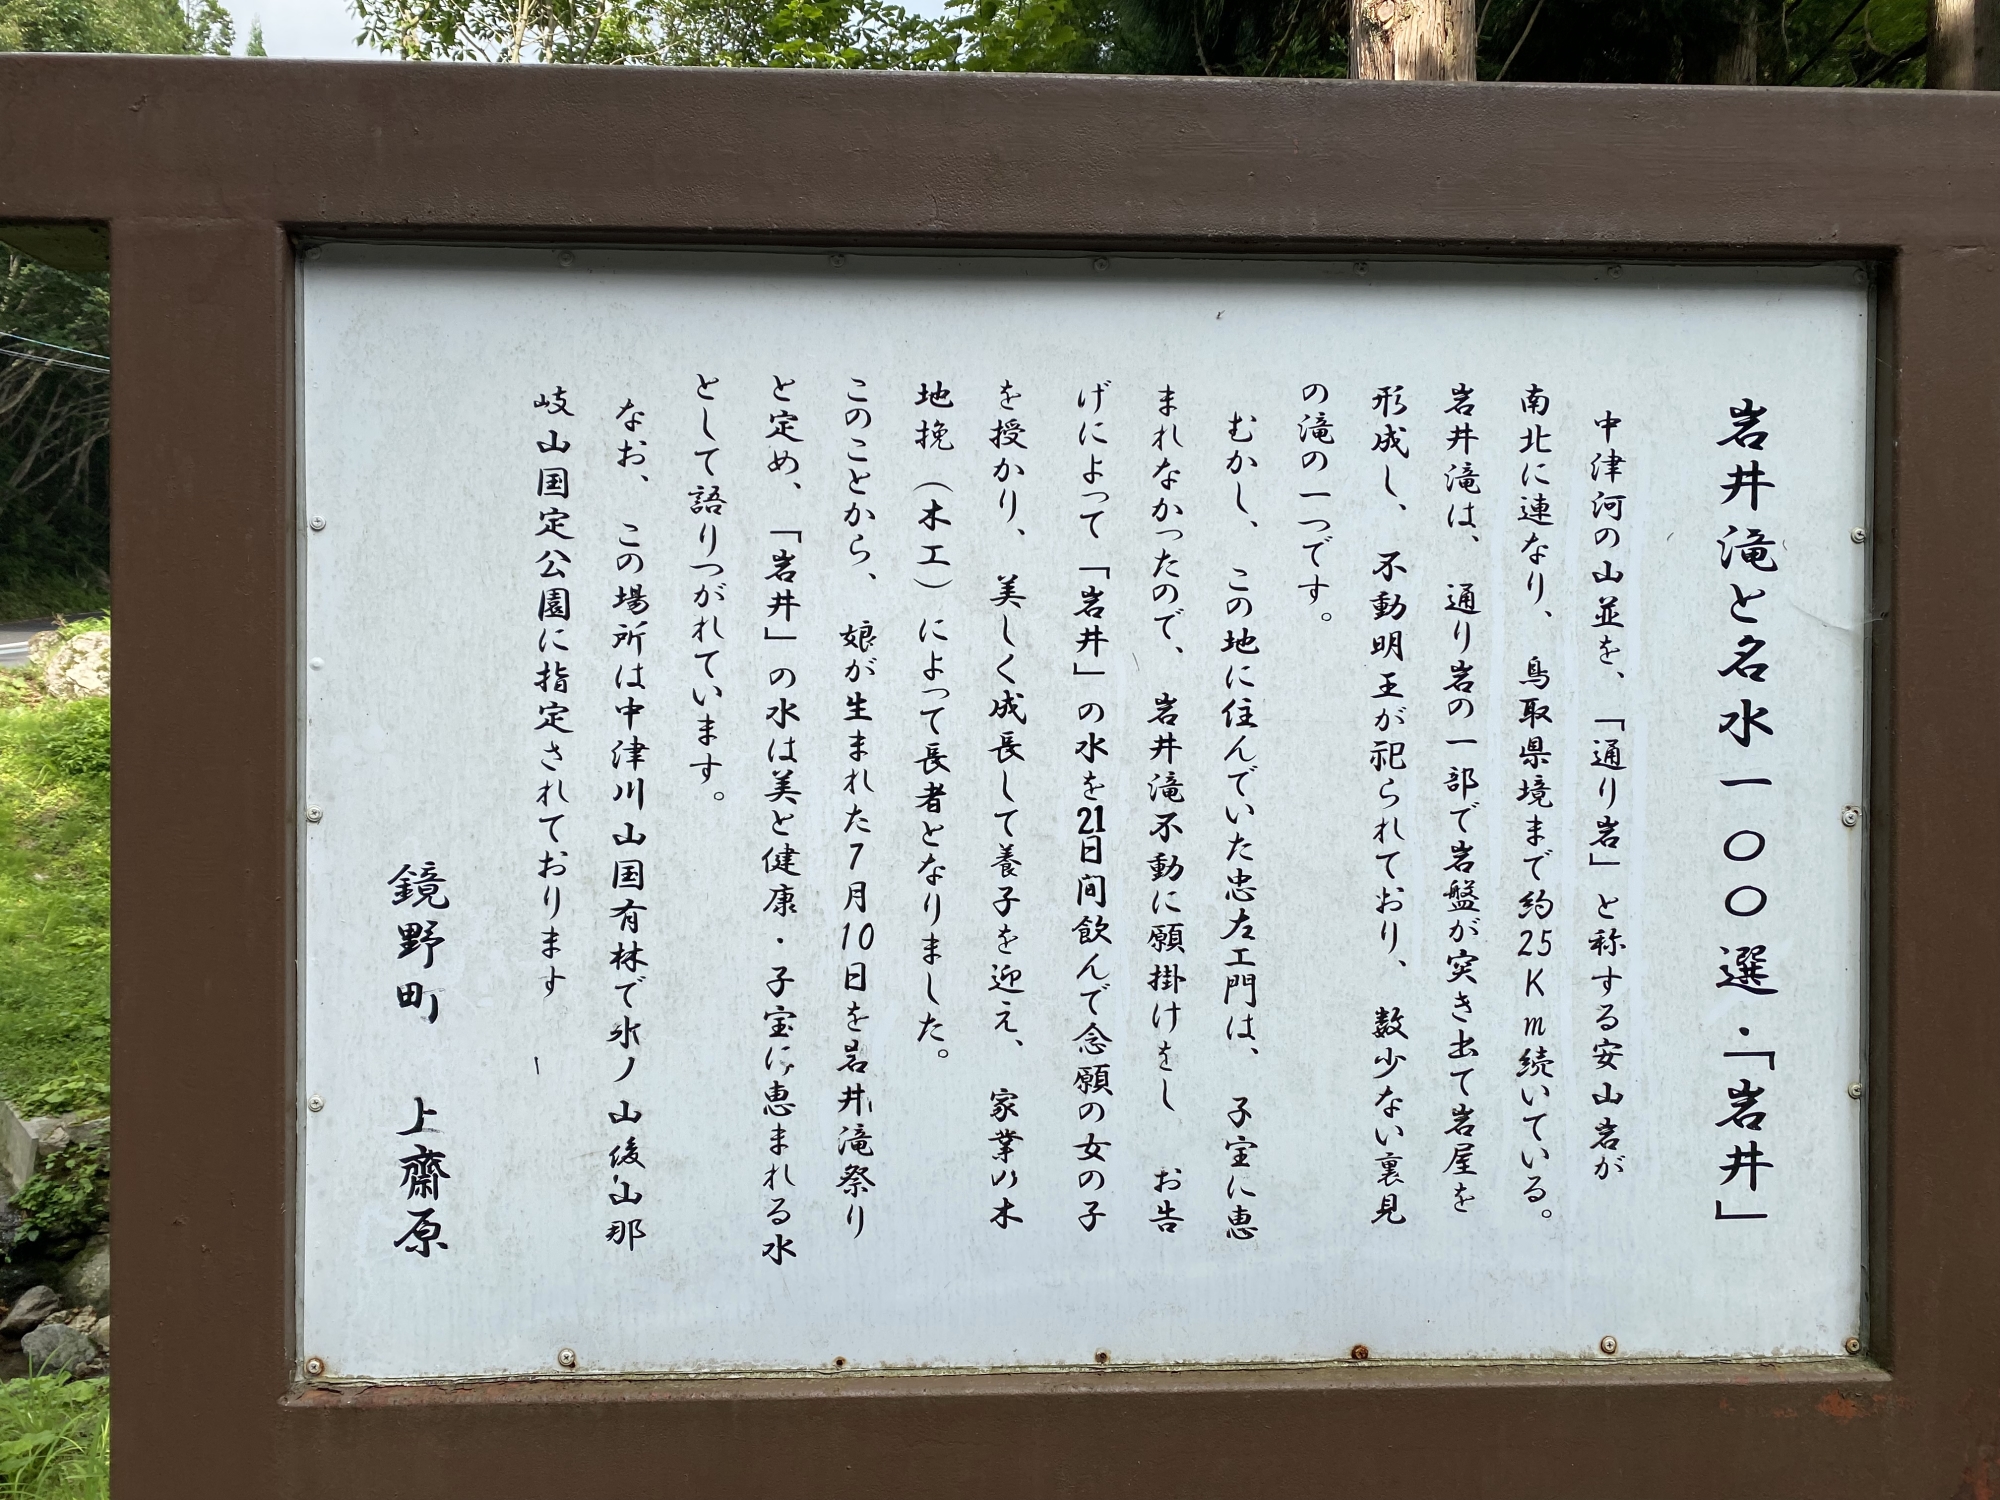 岩井滝と名水一〇〇選・「岩井」
中津河の山並を、「通り岩」と称する安山岩が
南北に連なり、鳥取県境まで約25Km続いている。
岩井滝は、通り岩の一部で岩盤が突き出て岩屋を
形成し、不動明王が祀られており、数少ない裏見
の滝の一つです。
むかし、この地に住んでいた忠左エ門は、子宝に恵
まれなかったので、岩井滝不動に願掛けをし お告
げによって「岩井」の水を21日间飲んで念願の女の子
を授かり、美しく成長して養子を迎え、家業の木
地挽（木工）によって長者となりました。
このことから、娘が生まれた7月10日を岩井滝祭り
と定め、「岩井」の水は美と健康・子宝に恵まれる水
として語りつがれています。
なお、この場所は中津川山国有林で氷ノ山後山那
岐山国定公園に指定されております
鏡野町 上齋原